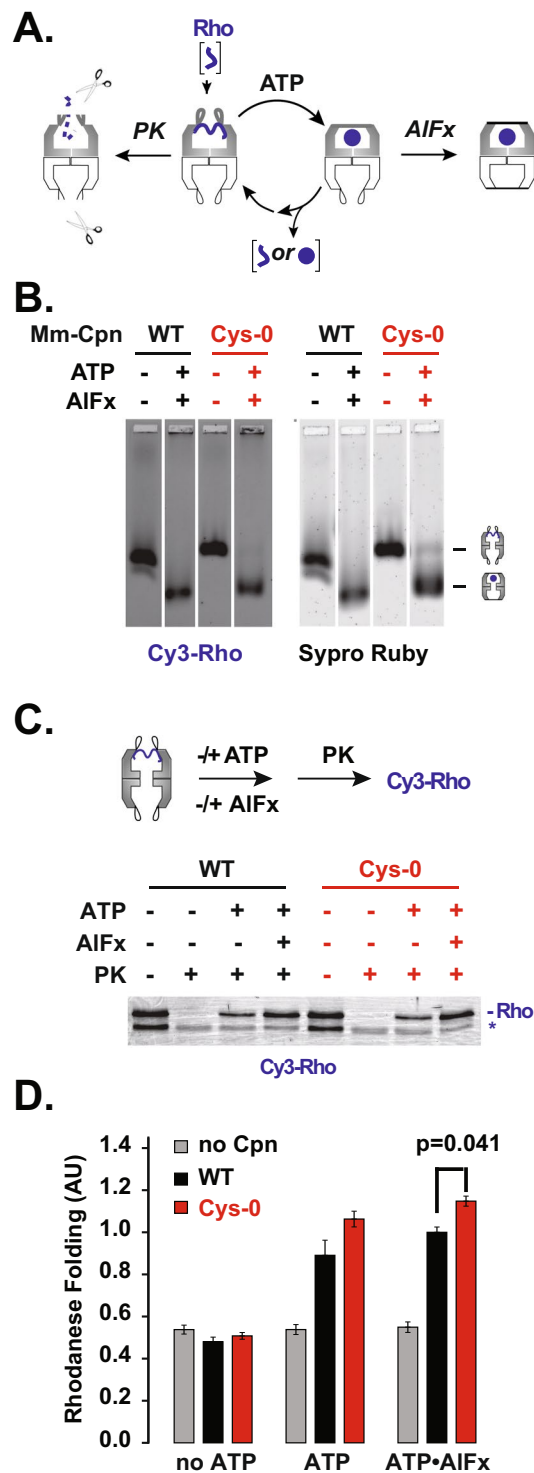 A.
Rho
ATP
PK
AlFx
or
B.
Mm-Cpn WT Cys-0 WT Cys-0
ATP - + - + - + - +
AlFx - + - + - + - +
Cy3-Rho Sypro Ruby
C.
-/+ ATP
-/+ AlFx
PK
Cy3-Rho
WT Cys-0
ATP - - + + - - + +
AlFx - - - + - - - +
PK - + + + - + + +
-Rho
*
Cy3-Rho
D.
Rhodanese Folding (AU)
1.4
1.2
1.0
0.8
0.6
0.4
0.2
0.0
no Cpn
WT
Cys-0
p=0.041
no ATP ATP ATP•AlFx